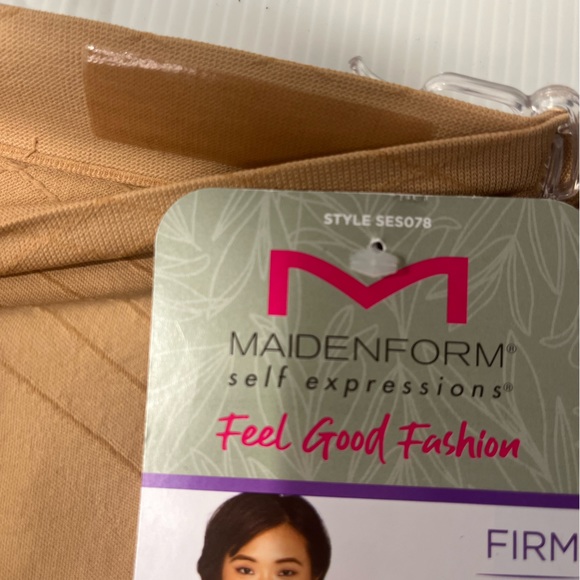 STYLE SES078
MAIDENFORM®
self expressions®
Feel Good Fashion
FIRM